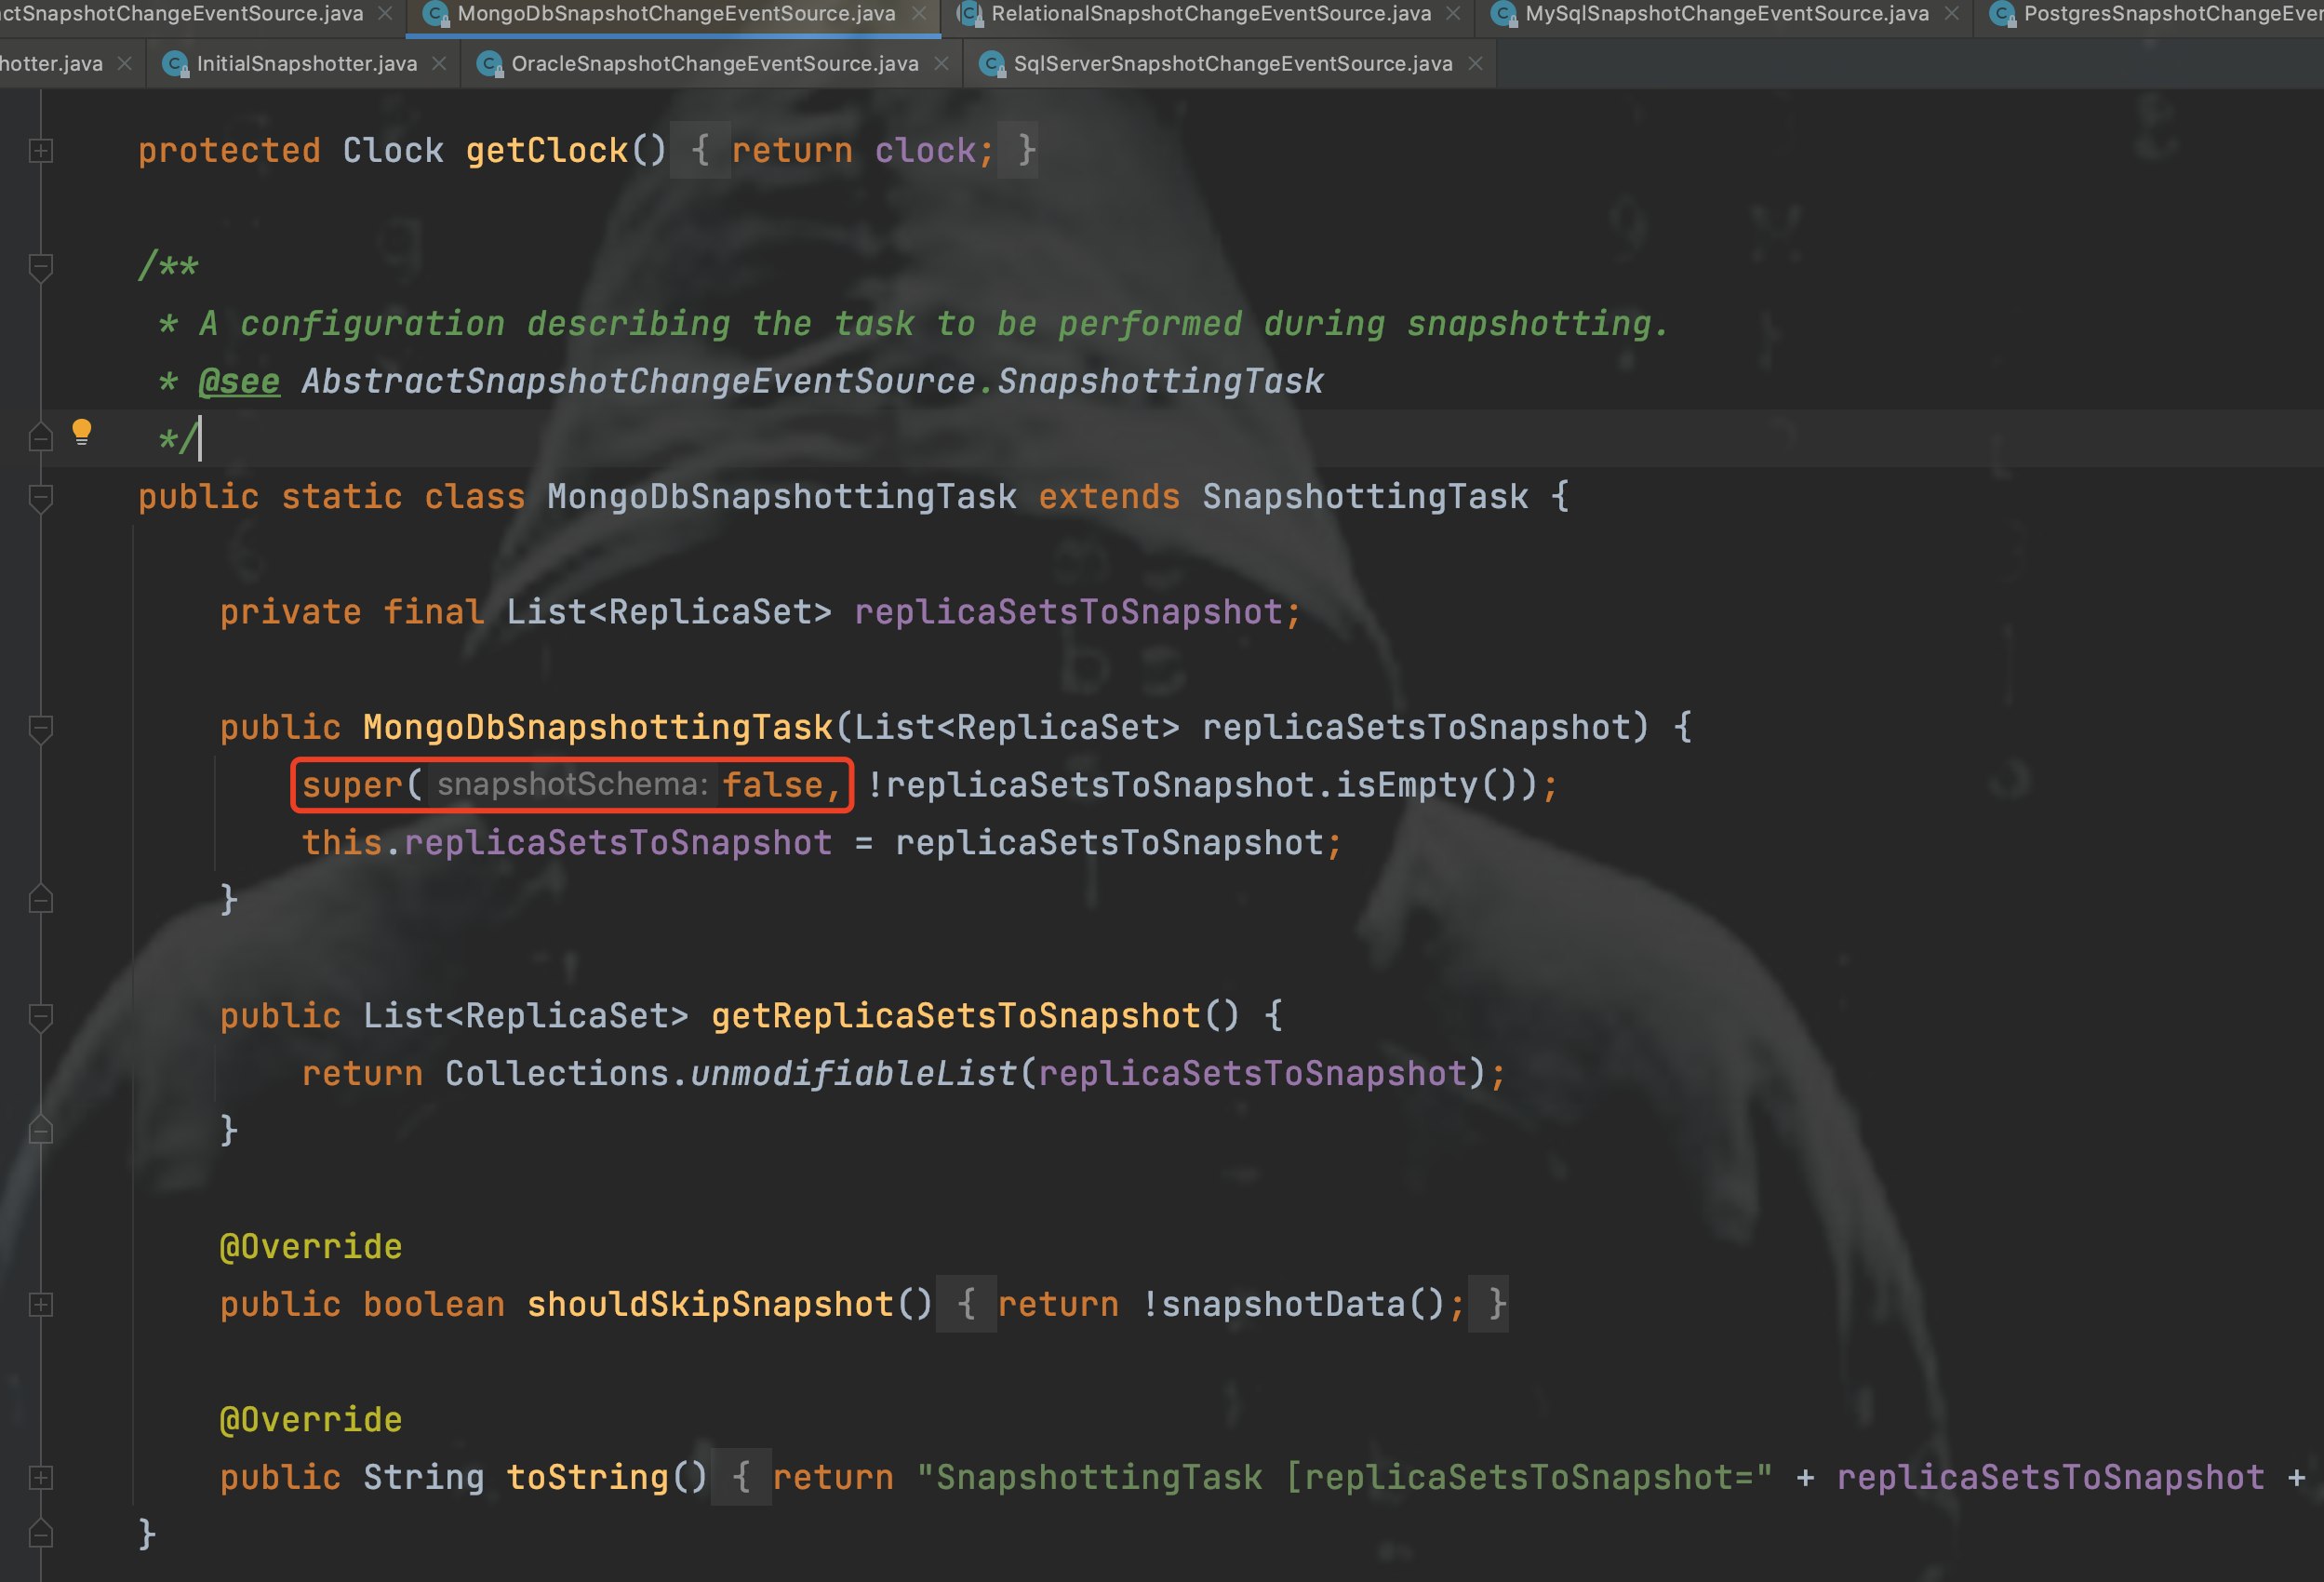 ctSnapshotChangeEventSource.java MongoDbSnapshotChangeEventSource.java RelationalSnapshotChangeEventSource.java MySqlSnapshotChangeEventSource.java PostgresSnapshotChangeEver
hotter.java InitialSnapshotter.java OracleSnapshotChangeEventSource.java SqlServerSnapshotChangeEventSource.java
protected Clock getClock() { return clock; }
/**
* A configuration describing the task to be performed during snapshotting.
* @see AbstractSnapshotChangeEventSource.SnapshottingTask
*/
public static class MongoDbSnapshottingTask extends SnapshottingTask {
private final List<ReplicaSet> replicaSetsToSnapshot;
public MongoDbSnapshottingTask(List<ReplicaSet> replicaSetsToSnapshot) {
super( snapshotSchema: false, !replicaSetsToSnapshot.isEmpty());
this.replicaSetsToSnapshot = replicaSetsToSnapshot;
}
public List<ReplicaSet> getReplicaSetsToSnapshot() {
return Collections.unmodifiableList(replicaSetsToSnapshot);
}
@Override
public boolean shouldSkipSnapshot() { return !snapshotData(); }
@Override
public String toString() { return "SnapshottingTask [replicaSetsToSnapshot=" + replicaSetsToSnapshot +
}